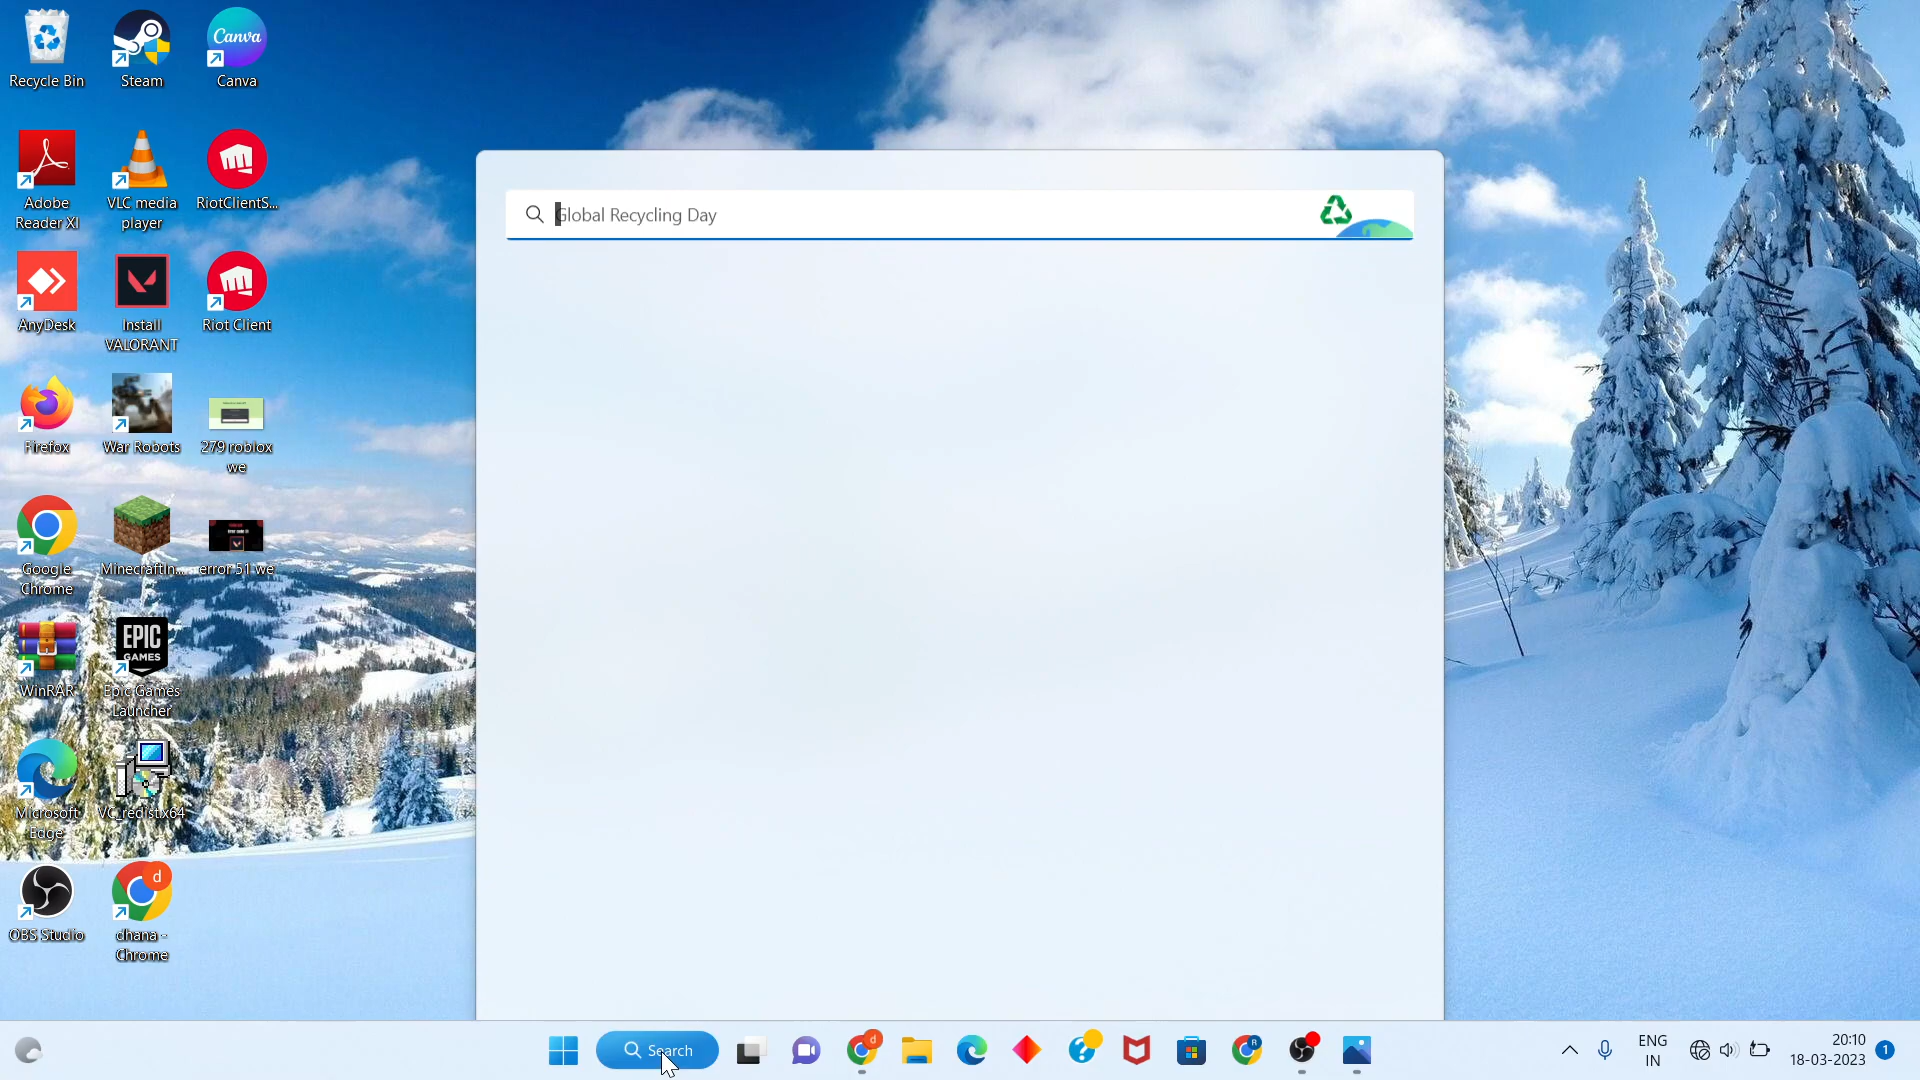 Recycle Bin
Steam
Canva
Canva
Adobe
Reader XI
VLC media
player
RiotClientS...
AnyDesk
Install
VALORANT
Riot Client
Firefox
War Robots
279 roblox
we
Google
Chrome
MinecraftIn...
error 51 we
WinRAR
EPIC
GAMES
Epic Games
Launcher
Microsoft
Edge
VC_redist.x64
OBS Studio
d
dhana -
Chrome
Global Recycling Day
Search
d
R
ENG
IN
20:10
18-03-2023
1